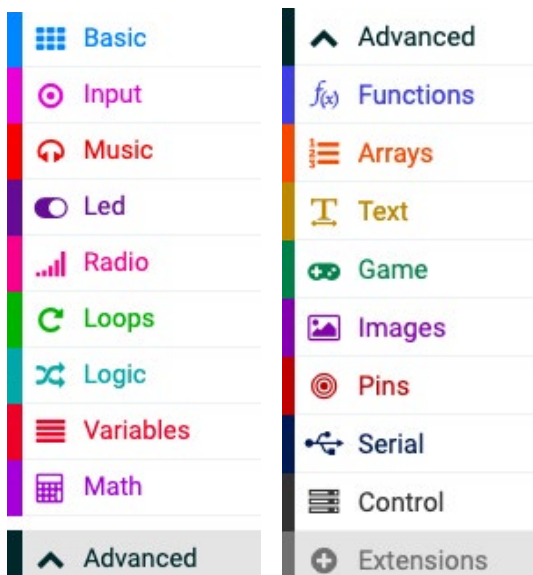 Basic
Input
Music
Led
Radio
Loops
Logic
Variables
Math
Advanced
Advanced
f(x) Functions
Arrays
Text
Game
Images
Pins
Serial
Control
Extensions